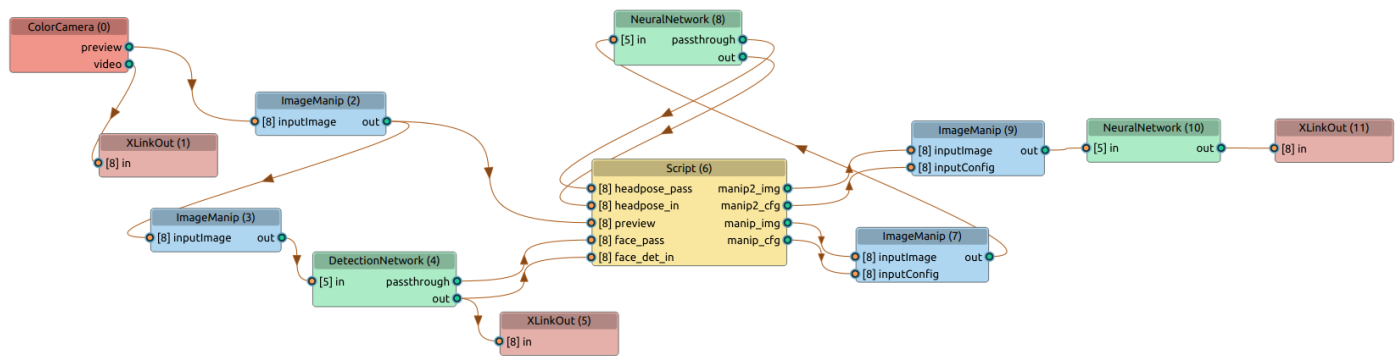 ColorCamera (0)
preview
video
XLinkOut (1)
[8] in
ImageManip (2)
[8] inputImage out
ImageManip (3)
[8] inputImage out
DetectionNetwork (4)
[5] in passthrough
out
XLinkOut (5)
[8] in
NeuralNetwork (8)
[5] in passthrough
out
Script (6)
[8] headpose_pass manip2_img
[8] headpose_in manip2_cfg
[8] preview manip_img
[8] face_pass manip_cfg
[8] face_det_in
ImageManip (9)
[8] inputImage out
[8] inputConfig
ImageManip (7)
[8] inputImage out
[8] inputConfig
NeuralNetwork (10)
[5] in out
XLinkOut (11)
[8] in